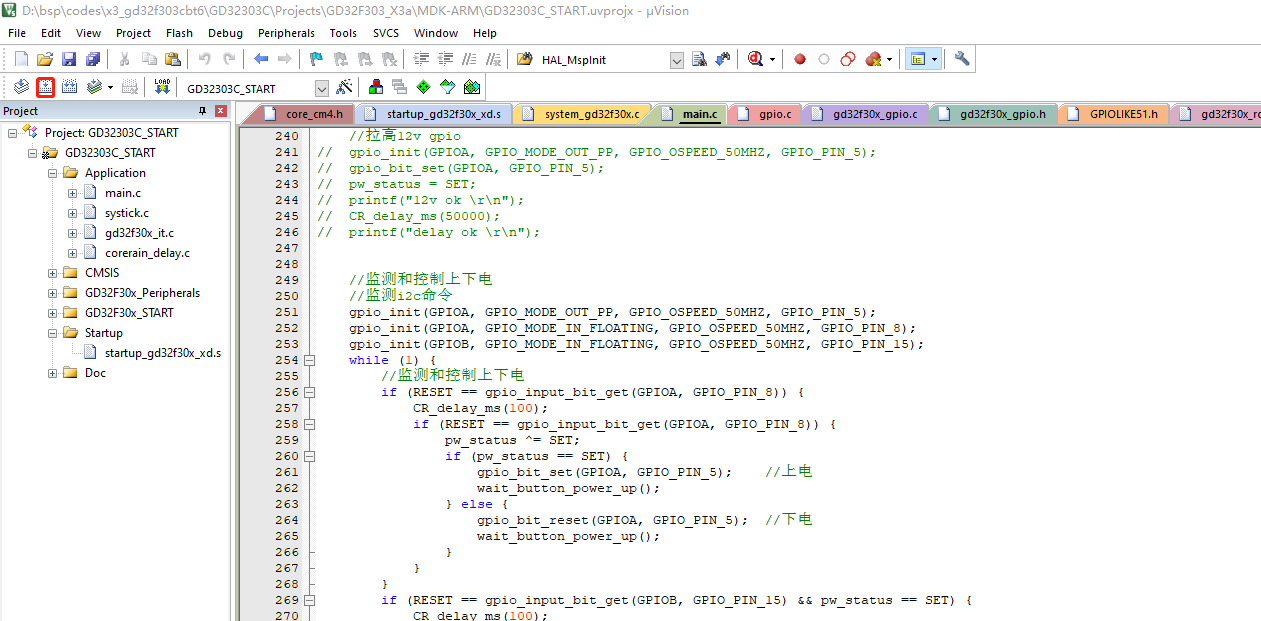 D:\bsp\codes\x3_gd32f303cbt6\GD32303C\Projects\GD32F303_X3a\MDK-ARM\GD32303C_START.uvprojx - µVision
File Edit View Project Flash Debug Peripherals Tools SVCS Window Help
HAL_MspInit
LOAD GD32303C_START
Project
core_cm4.h startup_gd32f30x_xd.s system_gd32f30x.c main.c gpio.c gd32f30x_gpio.c gd32f30x_gpio.h GPIOLIKE51.h gd32f30x_rc
Project: GD32303C_START
GD32303C_START
Application
main.c
systick.c
gd32f30x_it.c
corerain_delay.c
CMSIS
GD32F30x_Peripherals
GD32F30x_START
Startup
startup_gd32f30x_xd.s
Doc
240 //拉高12v gpio
241 // gpio_init(GPIOA, GPIO_MODE_OUT_PP, GPIO_OSPEED_50MHZ, GPIO_PIN_5);
242 // gpio_bit_set(GPIOA, GPIO_PIN_5);
243 // pw_status = SET;
244 // printf("12v ok \r\n");
245 // CR_delay_ms(50000);
246 // printf("delay ok \r\n");
247
248
249 //监测和控制上下电
250 //监测i2c命令
251 gpio_init(GPIOA, GPIO_MODE_OUT_PP, GPIO_OSPEED_50MHZ, GPIO_PIN_5);
252 gpio_init(GPIOA, GPIO_MODE_IN_FLOATING, GPIO_OSPEED_50MHZ, GPIO_PIN_8);
253 gpio_init(GPIOB, GPIO_MODE_IN_FLOATING, GPIO_OSPEED_50MHZ, GPIO_PIN_15);
254 while (1) {
255 //监测和控制上下电
256 if (RESET == gpio_input_bit_get(GPIOA, GPIO_PIN_8)) {
257 CR_delay_ms(100);
258 if (RESET == gpio_input_bit_get(GPIOA, GPIO_PIN_8)) {
259 pw_status ^= SET;
260 if (pw_status == SET) {
261 gpio_bit_set(GPIOA, GPIO_PIN_5); //上电
262 wait_button_power_up();
263 } else {
264 gpio_bit_reset(GPIOA, GPIO_PIN_5); //下电
265 wait_button_power_up();
266 }
267 }
268 }
269 if (RESET == gpio_input_bit_get(GPIOB, GPIO_PIN_15) && pw_status == SET) {
270 CR_delay_ms(100);